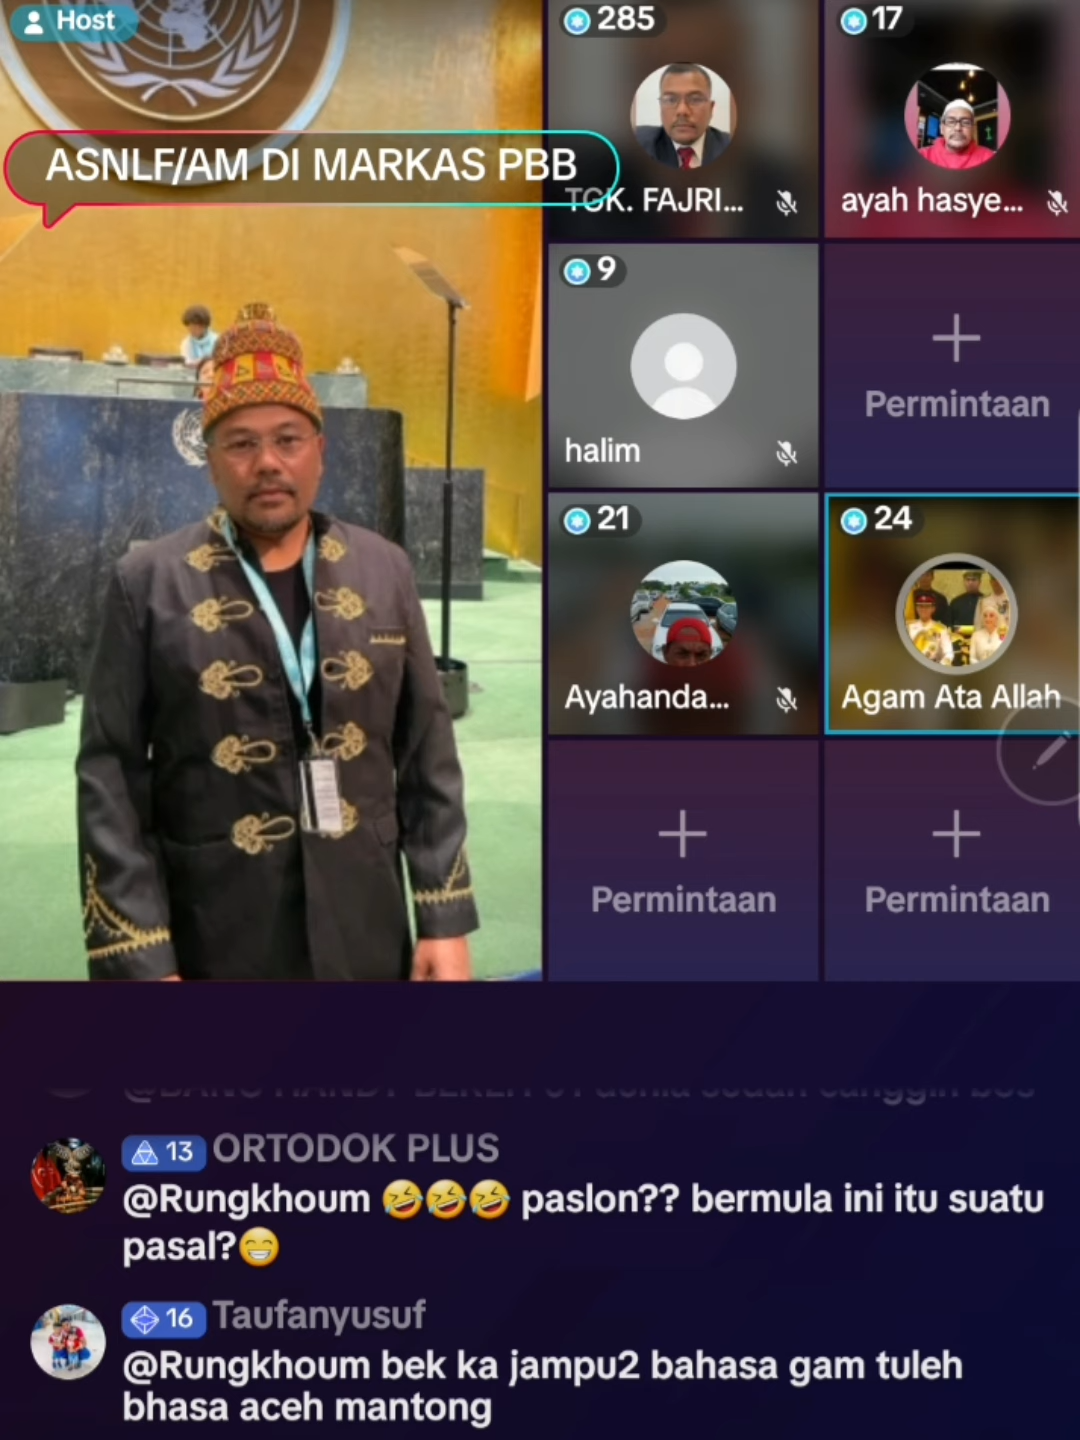 Host
ASNLF/AM DI MARKAS PBB
285
TGK. FAJRI...
17
ayah hasye...
9
halim
Permintaan
21
Ayahanda...
24
Agam Ata Allah
Permintaan
Permintaan
13 ORTODOK PLUS
@Rungkhoum 🤣🤣🤣 paslon?? bermula ini itu suatu
pasal?😁
16 Taufanyusuf
@Rungkhoum bek ka jampu2 bahasa gam tuleh
bhasa aceh mantong